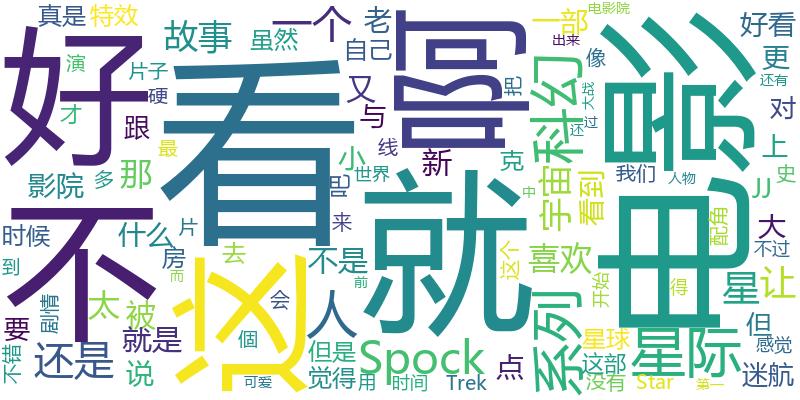 好
看
啊
电影
不
这
就
真是
特效
故事
虽然
一个
老
自己
一部
电影院
出来
像
好看
更
演
片子
硬
又
与
把
科幻
大战
还有
才
跟
最
小
线
新
克
还
过
对
影院
多
那
片
世界
宇宙
看到
我们
人物
上
史
JJ
时候
什么
房
来
中
配角
大
不过
到
去
不是
喜欢
这个
开始
得
星
让
剧情
太
被
而
会
人
前
系列
要
就是
個
但是
点
星球
星际
但
感觉
不错
还是
说
可爱
觉得
用
时间
Spock
Trek
这部
没有
Star
第一
迷航